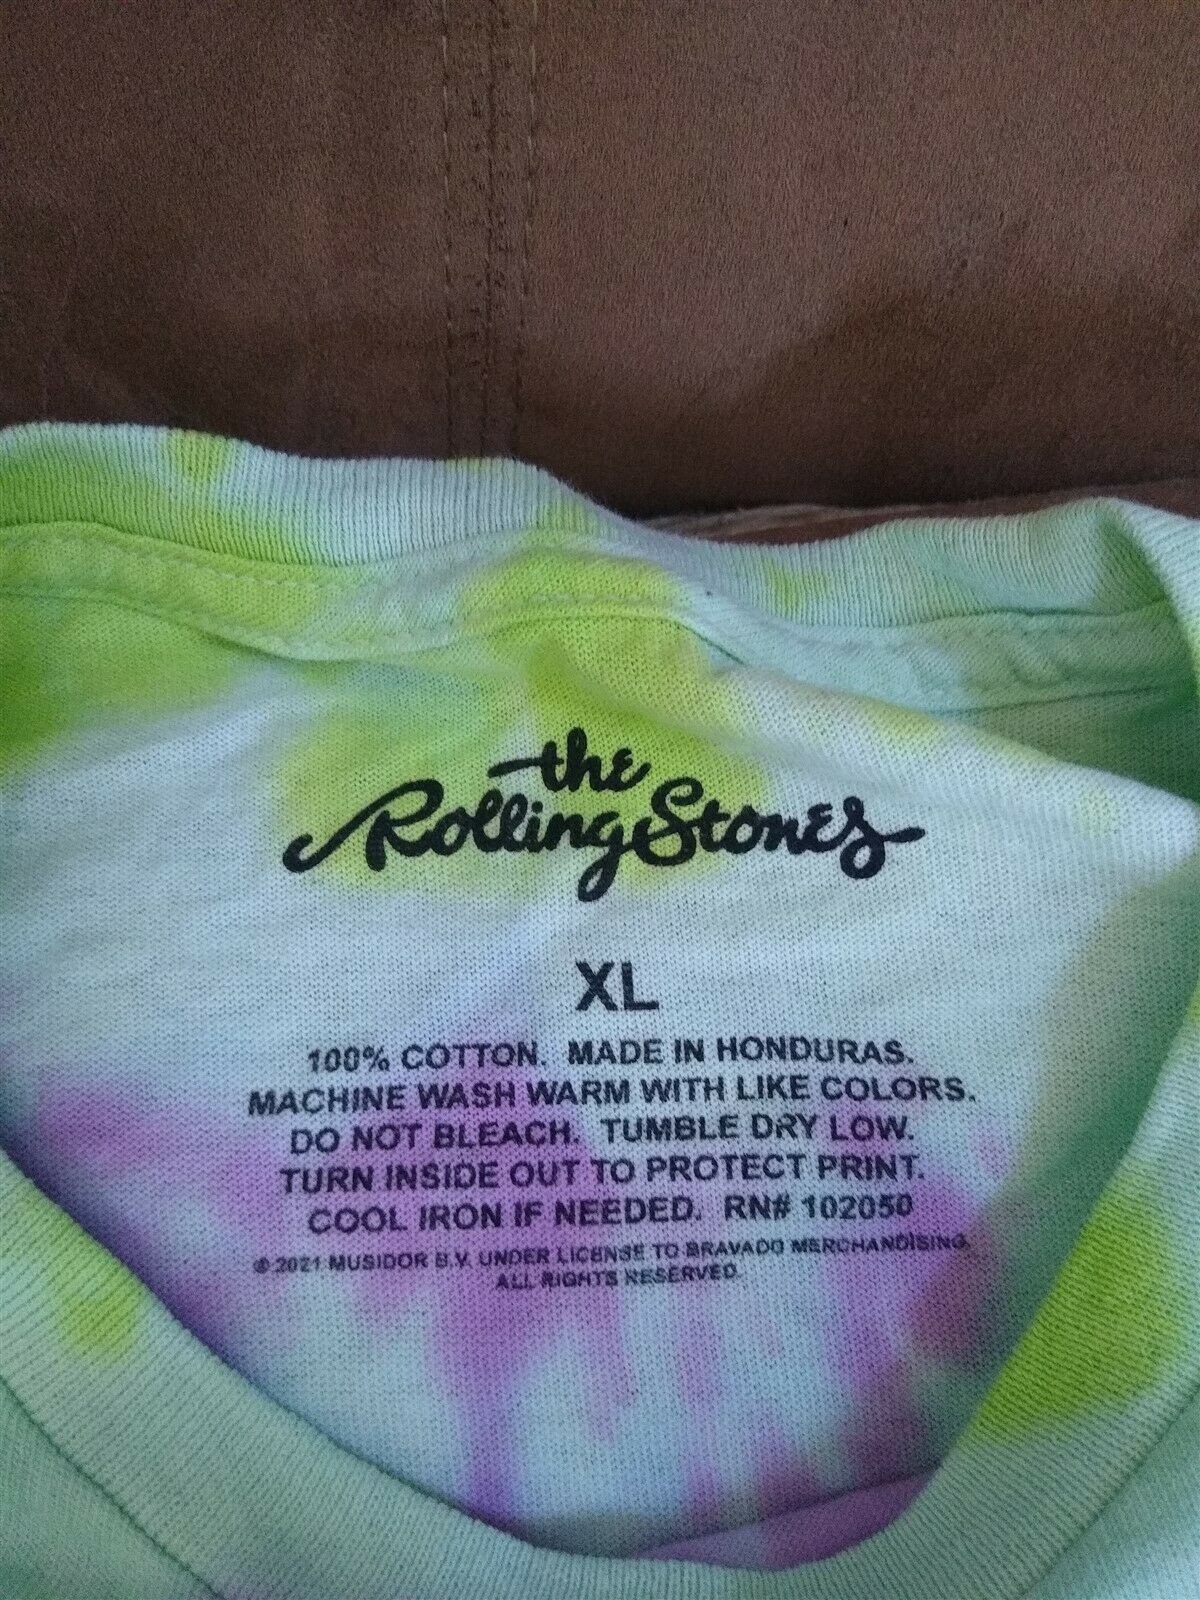 the
Rolling Stones
XL
100% COTTON. MADE IN HONDURAS.
MACHINE WASH WARM WITH LIKE COLORS.
DO NOT BLEACH. TUMBLE DRY LOW.
TURN INSIDE OUT TO PROTECT PRINT.
COOL IRON IF NEEDED. RN# 102050
© 2021 MUSIDOR B.V. UNDER LICENSE TO BRAVADO MERCHANDISING.
ALL RIGHTS RESERVED.